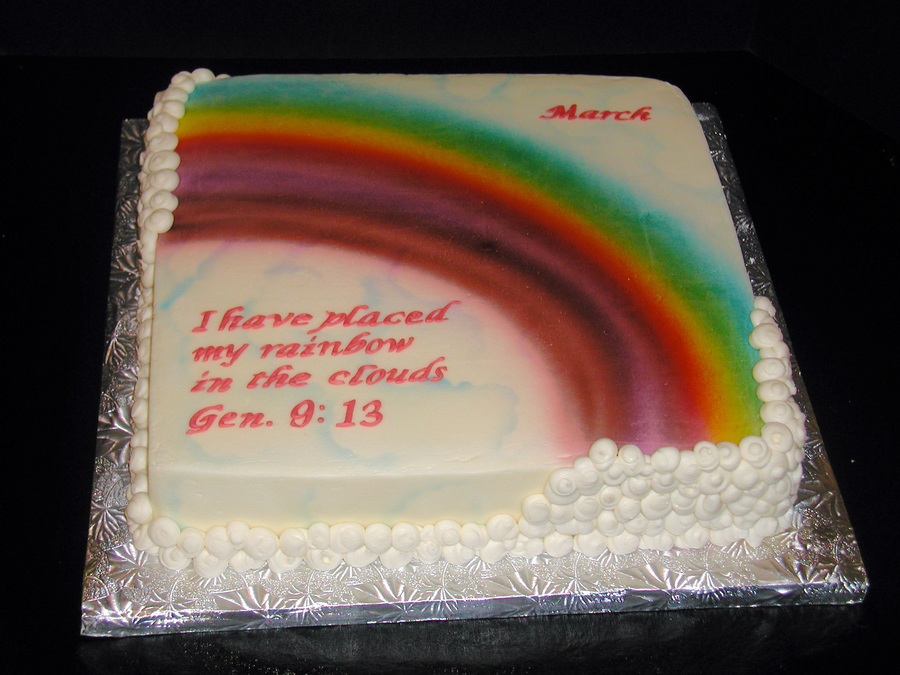 March
I have placed
my rainbow
in the clouds
Gen. 9:13